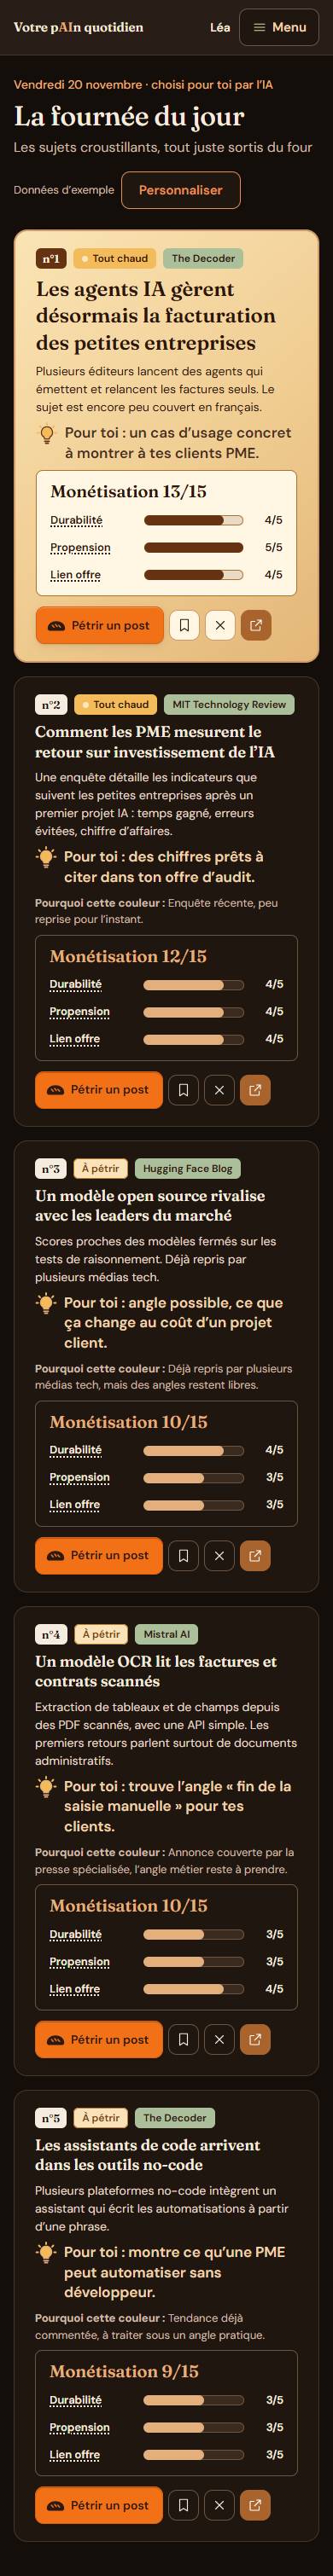 Votre pAIn quotidien
Léa
Menu
Vendredi 20 novembre · choisi pour toi par l’IA
La fournée du jour
Les sujets croustillants, tout juste sortis du four
Données d’exemple
Personnaliser
n°1
Tout chaud
The Decoder
Les agents IA gèrent
désormais la facturation
des petites entreprises
Plusieurs éditeurs lancent des agents qui
émettent et relancent les factures seuls. Le
sujet est encore peu couvert en français.
Pour toi : un cas d’usage concret
à montrer à tes clients PME.
Monétisation 13/15
Durabilité 4/5
Propension 5/5
Lien offre 4/5
Pétrir un post
n°2
Tout chaud
MIT Technology Review
Comment les PME mesurent le
retour sur investissement de l’IA
Une enquête détaille les indicateurs que
suivent les petites entreprises après un
premier projet IA : temps gagné, erreurs
évitées, chiffre d’affaires.
Pour toi : des chiffres prêts à
citer dans ton offre d’audit.
Pourquoi cette couleur : Enquête récente, peu
reprise pour l’instant.
Monétisation 12/15
Durabilité 4/5
Propension 4/5
Lien offre 4/5
Pétrir un post
n°3
À pétrir
Hugging Face Blog
Un modèle open source rivalise
avec les leaders du marché
Scores proches des modèles fermés sur les
tests de raisonnement. Déjà repris par
plusieurs médias tech.
Pour toi : angle possible, ce que
ça change au coût d’un projet
client.
Pourquoi cette couleur : Déjà repris par plusieurs
médias tech, mais des angles restent libres.
Monétisation 10/15
Durabilité 4/5
Propension 3/5
Lien offre 3/5
Pétrir un post
n°4
À pétrir
Mistral AI
Un modèle OCR lit les factures et
contrats scannés
Extraction de tableaux et de champs depuis
des PDF scannés, avec une API simple. Les
premiers retours parlent surtout de documents
administratifs.
Pour toi : trouve l’angle « fin de la
saisie manuelle » pour tes
clients.
Pourquoi cette couleur : Annonce couverte par la
presse spécialisée, l’angle métier reste à prendre.
Monétisation 10/15
Durabilité 3/5
Propension 3/5
Lien offre 4/5
Pétrir un post
n°5
À pétrir
The Decoder
Les assistants de code arrivent
dans les outils no-code
Plusieurs plateformes no-code intègrent un
assistant qui écrit les automatisations à partir
d’une phrase.
Pour toi : montre ce qu’une PME
peut automatiser sans
développeur.
Pourquoi cette couleur : Tendance déjà
commentée, à traiter sous un angle pratique.
Monétisation 9/15
Durabilité 3/5
Propension 3/5
Lien offre 3/5
Pétrir un post